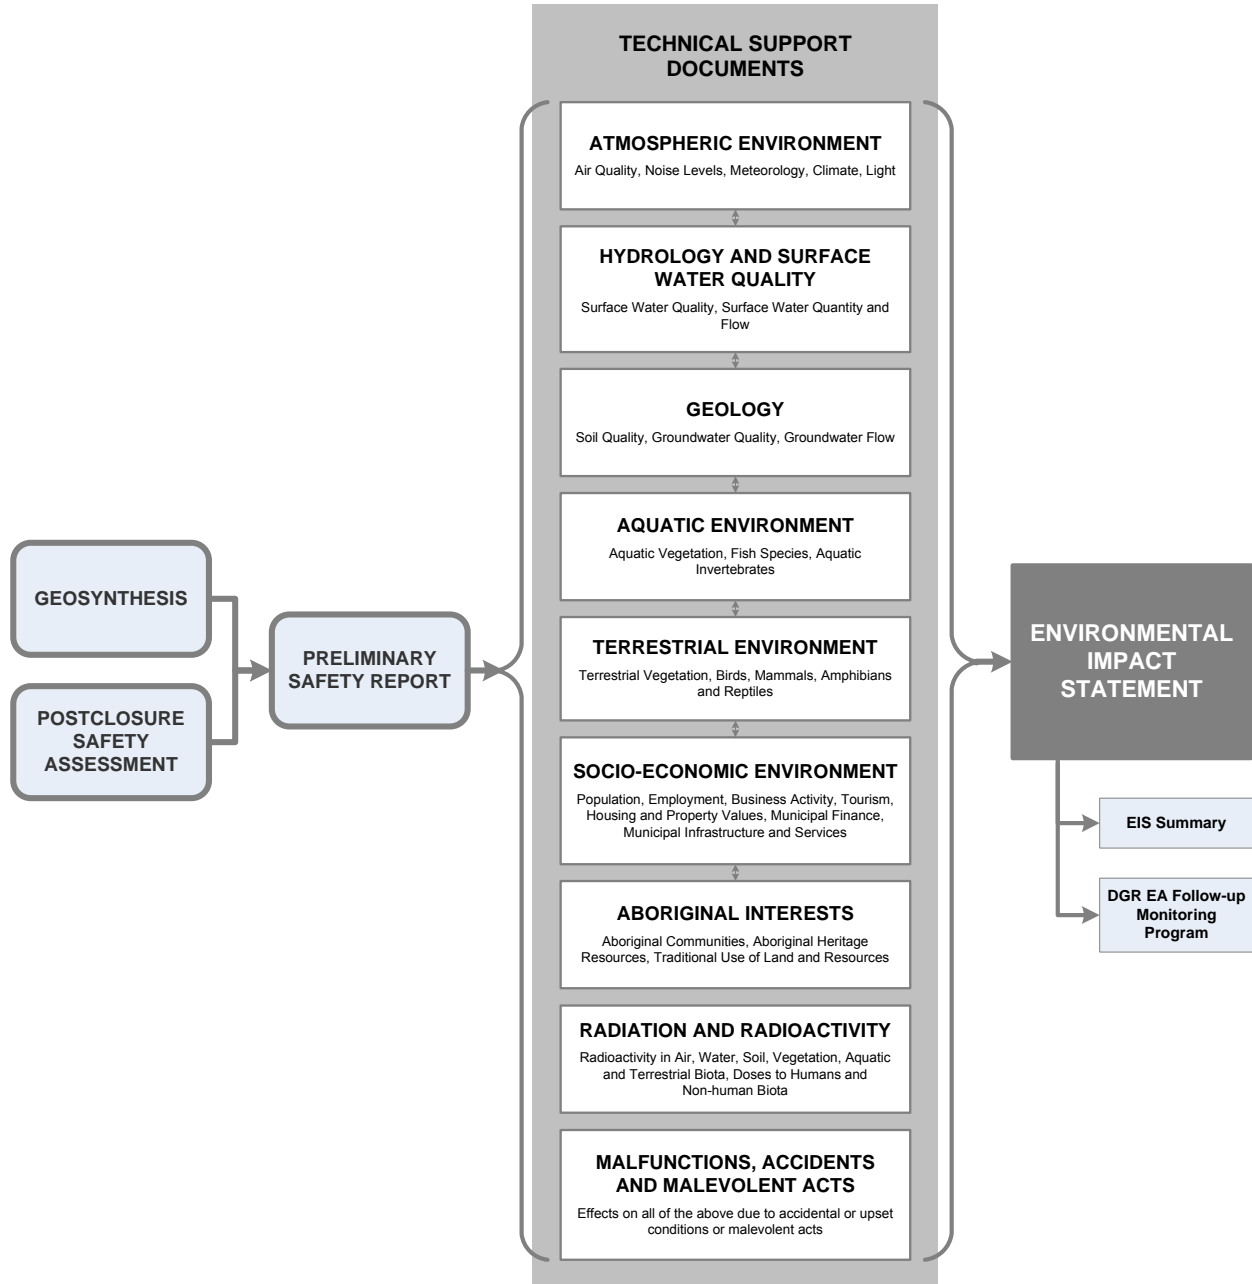 TECHNICAL SUPPORT
DOCUMENTS
ATMOSPHERIC ENVIRONMENT
Air Quality, Noise Levels, Meteorology, Climate, Light
HYDROLOGY AND SURFACE
WATER QUALITY
Surface Water Quality, Surface Water Quantity and
Flow
GEOLOGY
Soil Quality, Groundwater Quality, Groundwater Flow
AQUATIC ENVIRONMENT
Aquatic Vegetation, Fish Species, Aquatic
Invertebrates
TERRESTRIAL ENVIRONMENT
Terrestrial Vegetation, Birds, Mammals, Amphibians
and Reptiles
SOCIO-ECONOMIC ENVIRONMENT
Population, Employment, Business Activity, Tourism,
Housing and Property Values, Municipal Finance,
Municipal Infrastructure and Services
ABORIGINAL INTERESTS
Aboriginal Communities, Aboriginal Heritage
Resources, Traditional Use of Land and Resources
RADIATION AND RADIOACTIVITY
Radioactivity in Air, Water, Soil, Vegetation, Aquatic
and Terrestrial Biota, Doses to Humans and
Non-human Biota
MALFUNCTIONS, ACCIDENTS
AND MALEVOLENT ACTS
Effects on all of the above due to accidental or upset
conditions or malevolent acts
GEOSYNTHESIS
POSTCLOSURE
SAFETY
ASSESSMENT
PRELIMINARY
SAFETY REPORT
ENVIRONMENTAL
IMPACT
STATEMENT
EIS Summary
DGR EA Follow-up
Monitoring
Program